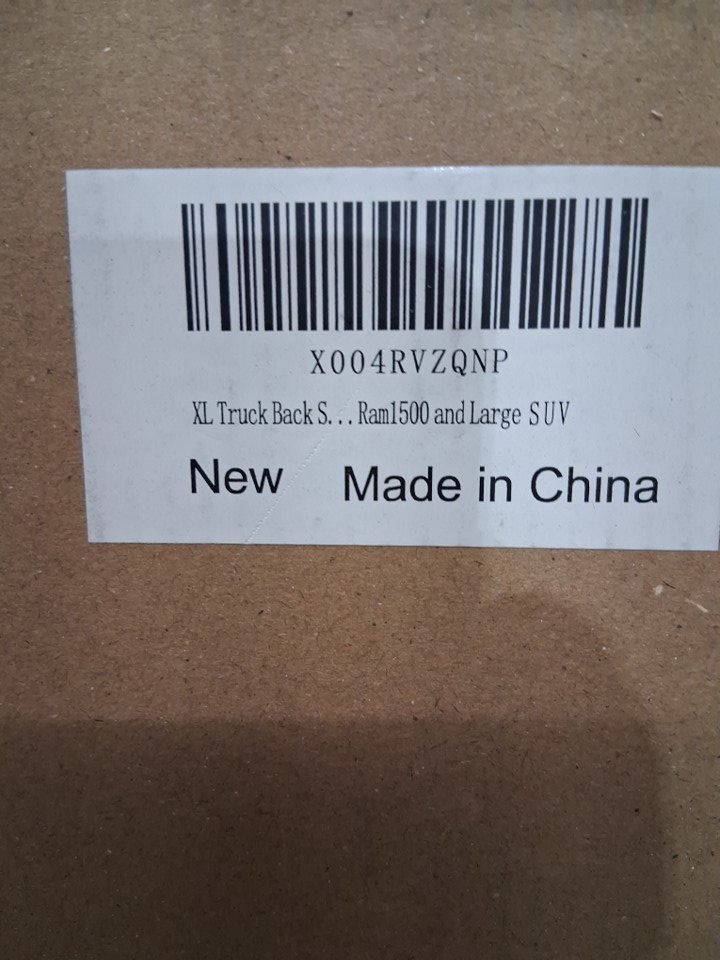 X004RVZQNP
XL Truck Back S... Ram1500 and Large SUV
New Made in China